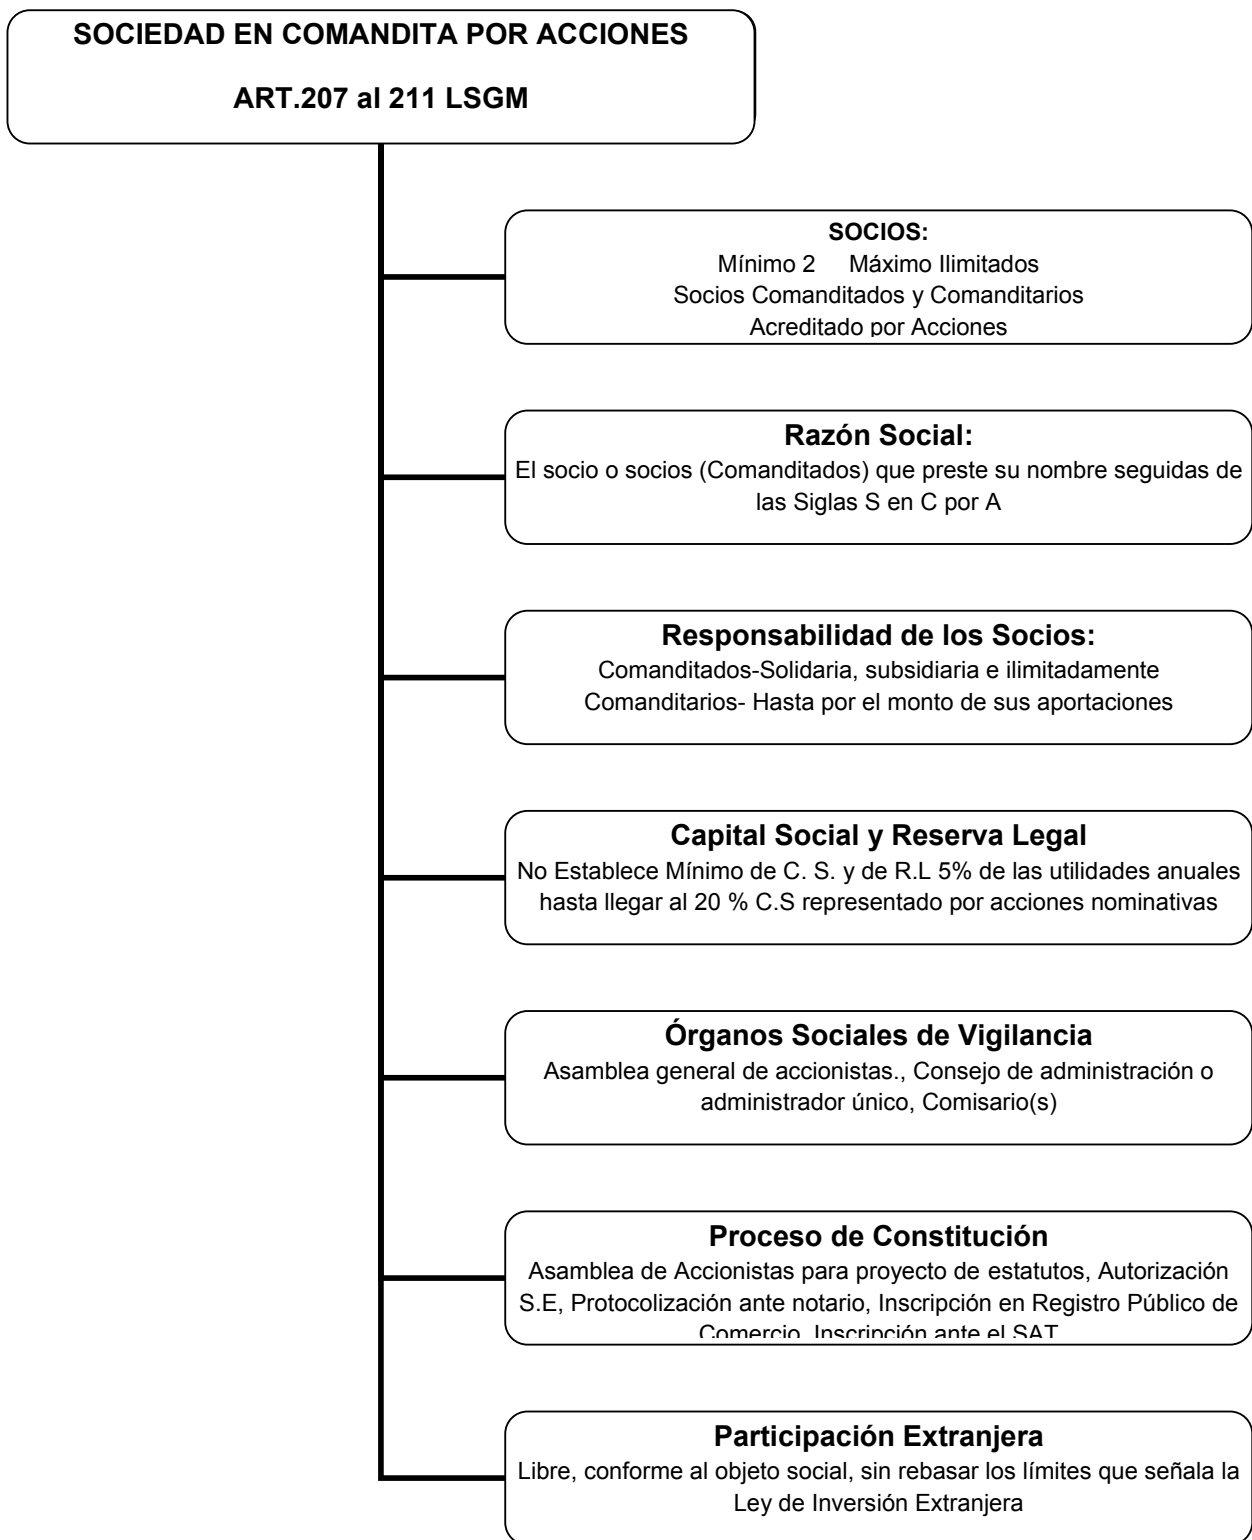 SOCIEDAD EN COMANDITA POR ACCIONES
ART.207 al 211 LSGM
SOCIOS:
Mínimo 2 Máximo Ilimitados
Socios Comanditados y Comanditarios
Acreditado por Acciones
Razón Social:
El socio o socios (Comanditados) que preste su nombre seguidas de
las Siglas S en C por A
Responsabilidad de los Socios:
Comanditados-Solidaria, subsidiaria e ilimitadamente
Comanditarios- Hasta por el monto de sus aportaciones
Capital Social y Reserva Legal
No Establece Mínimo de C. S. y de R.L 5% de las utilidades anuales
hasta llegar al 20 % C.S representado por acciones nominativas
Órganos Sociales de Vigilancia
Asamblea general de accionistas., Consejo de administración o
administrador único, Comisario(s)
Proceso de Constitución
Asamblea de Accionistas para proyecto de estatutos, Autorización
S.E, Protocolización ante notario, Inscripción en Registro Público de
Comercio, Inscripción ante el SAT
Participación Extranjera
Libre, conforme al objeto social, sin rebasar los límites que señala la
Ley de Inversión Extranjera